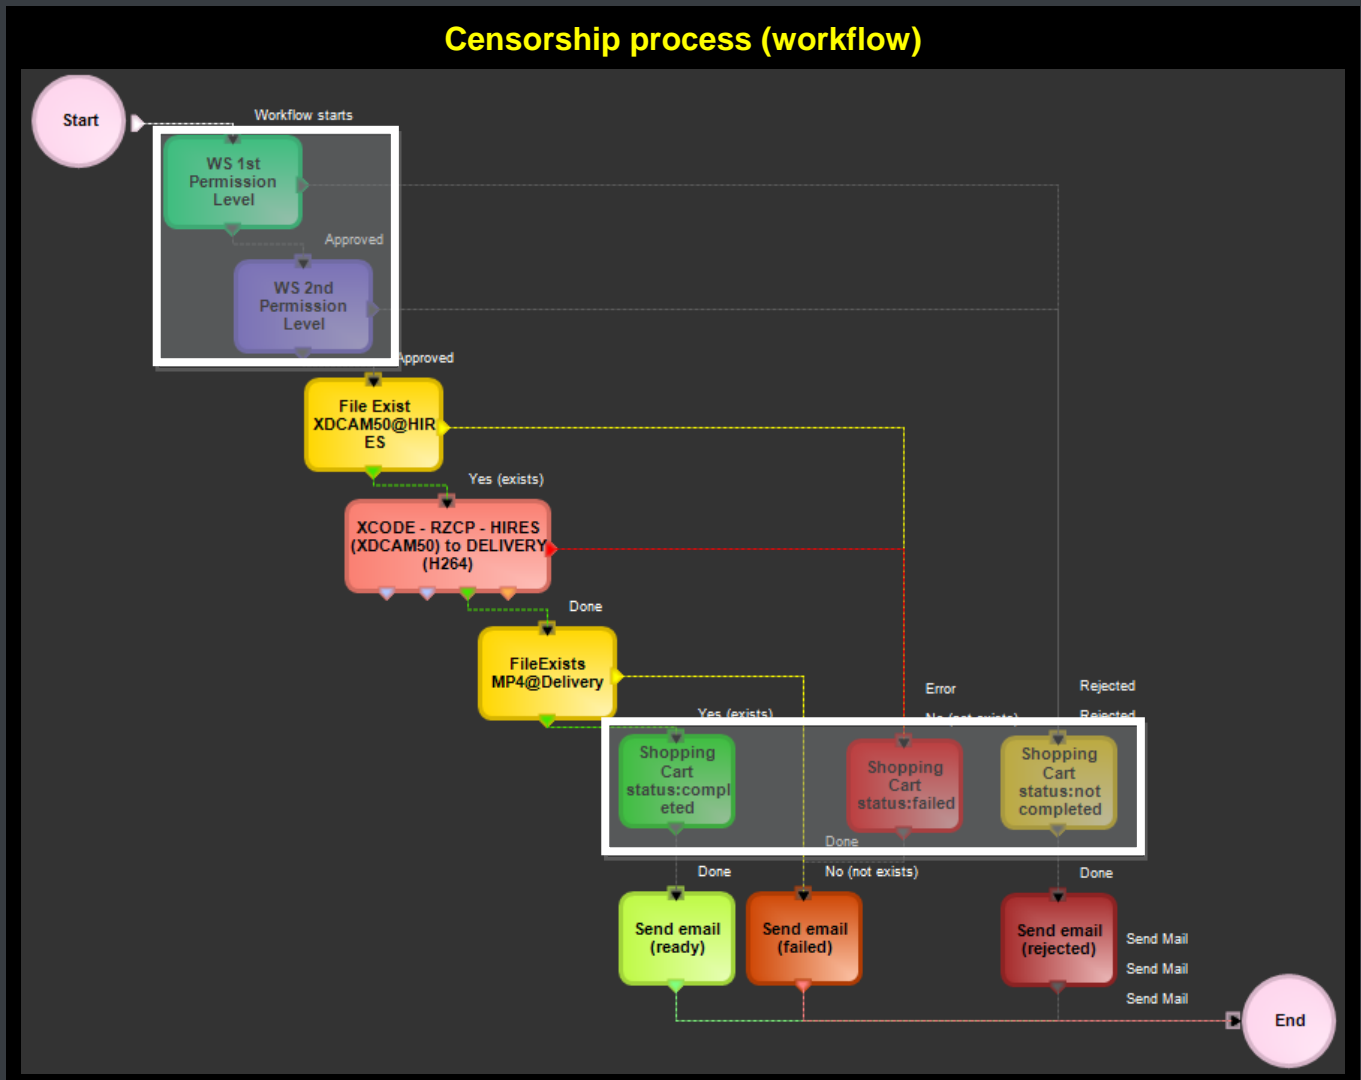 Censorship process (workflow)
Start
Workflow starts
WS 1st
Permission
Level
Approved
WS 2nd
Permission
Level
Approved
File Exist
XDCAM50@HIR
ES
Yes (exists)
XCODE - RZCP - HIRES
(XDCAM50) to DELIVERY
(H264)
Done
FileExists
MP4@Delivery
Yes (exists)
Error
No (not exists)
Rejected
Rejected
Shopping
Cart
status:compl
eted
Shopping
Cart
status:failed
Shopping
Cart
status:not
completed
Done
Done
No (not exists)
Done
Send email
(ready)
Send email
(failed)
Send email
(rejected)
Send Mail
Send Mail
Send Mail
End